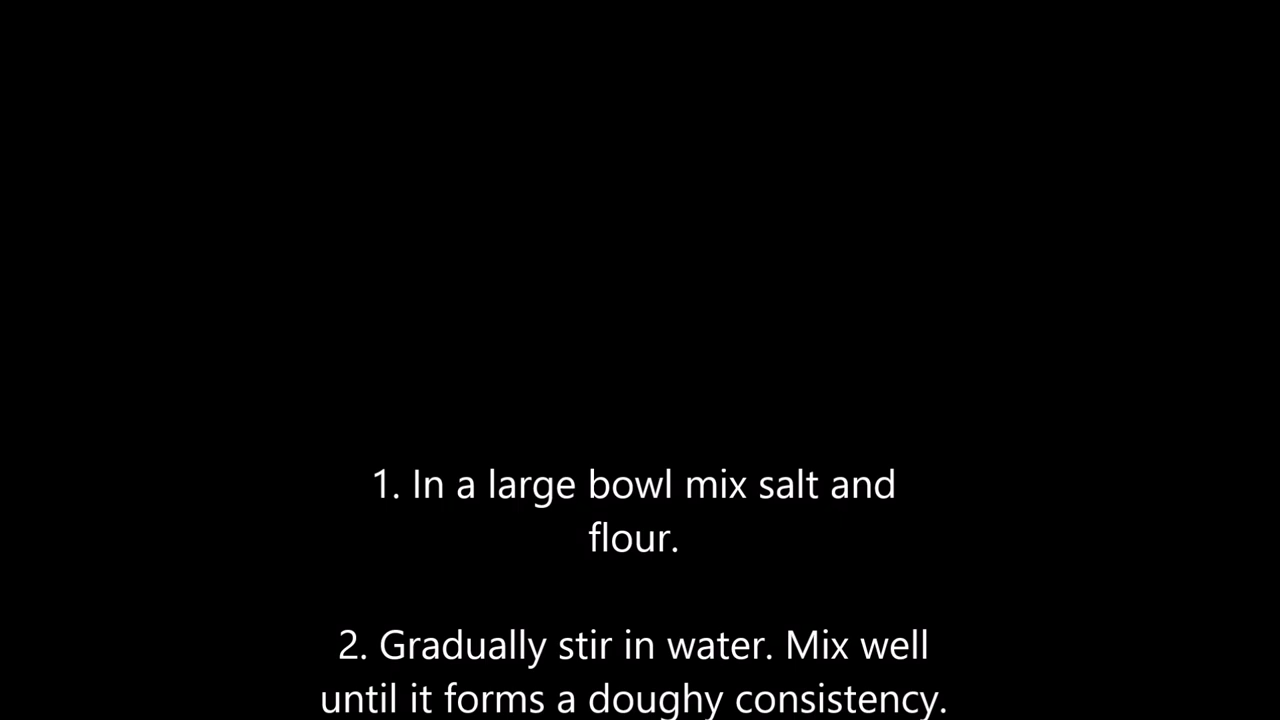 1. In a large bowl mix salt and
flour.
2. Gradually stir in water. Mix well
until it forms a doughy consistency.